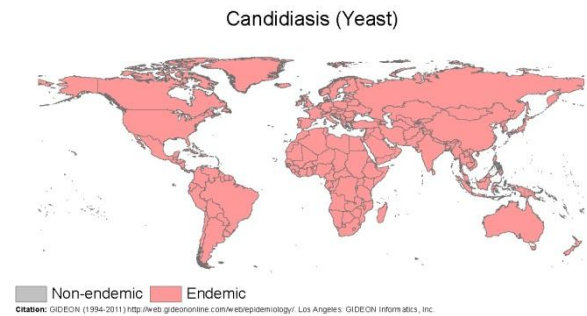 Candidiasis (Yeast)
Non-endemic Endemic
Citation: GIDEON (1994-2011) http://web.gideononline.com/web/epidemiology/. Los Angeles: GIDEON Informatics, Inc.